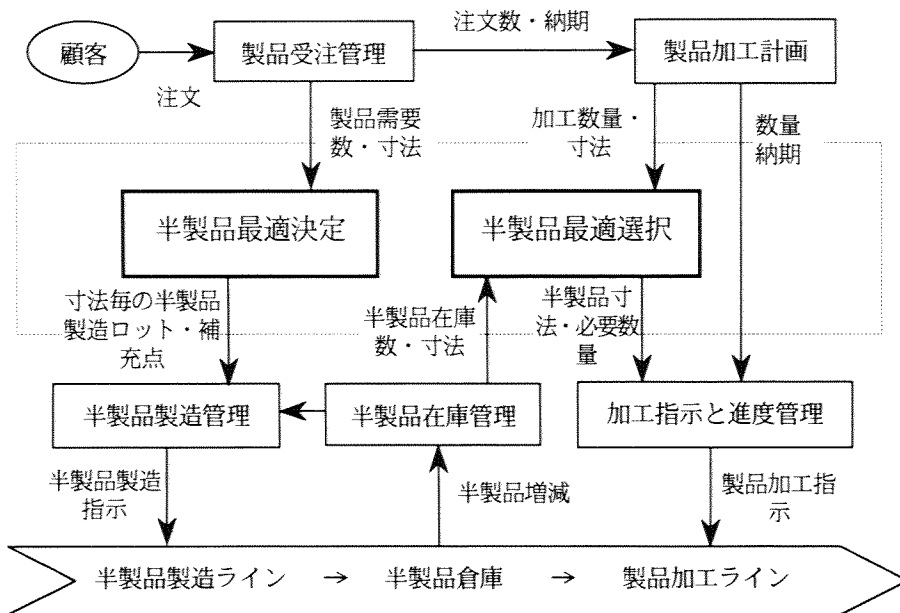 注文数・納期
顧客
製品受注管理
製品加工計画
注文
製品需要
数・寸法
加工数量・
寸法
数量
納期
半製品最適決定
半製品最適選択
寸法毎の半製品
製造ロット・補
充点
半製品在庫
数・寸法
半製品寸
法・必要数
量
半製品製造管理
半製品在庫管理
加工指示と進度管理
半製品製造
指示
半製品増減
製品加工指
示
半製品製造ライン → 半製品倉庫 → 製品加工ライン